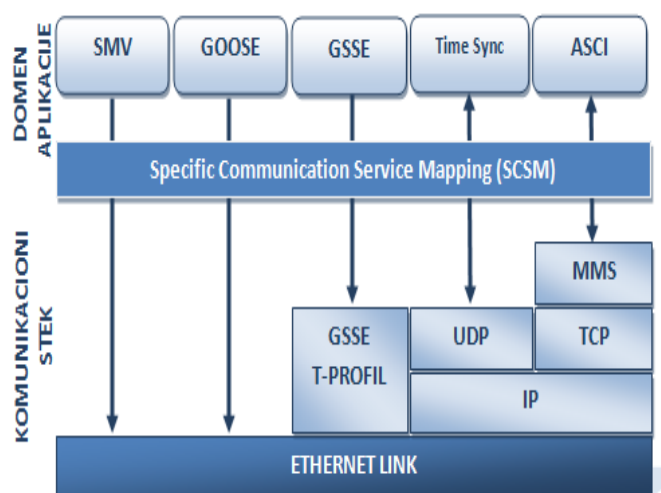 DOMEN
APLIKACIJE
SMV
GOOSE
GSSE
Time Sync
ASCI
Specific Communication Service Mapping (SCSM)
KOMUNIKACIONI
STEK
MMS
GSSE
T-PROFIL
UDP
TCP
IP
ETHERNET LINK